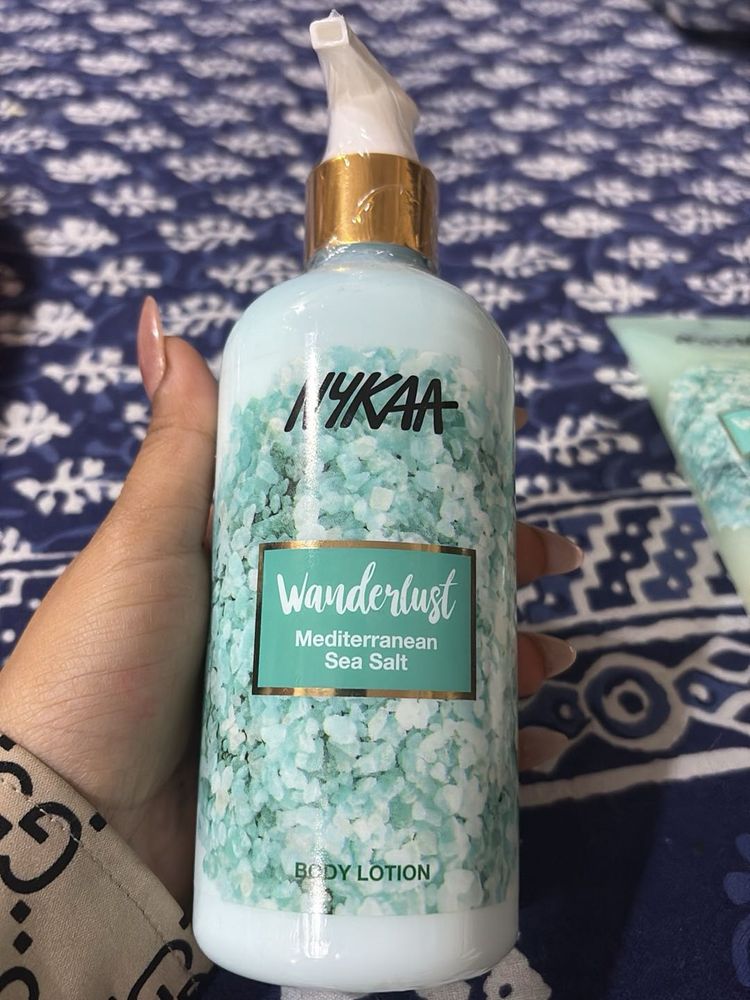 NYKAA
Wanderlust
Mediterranean
Sea Salt
BODY LOTION